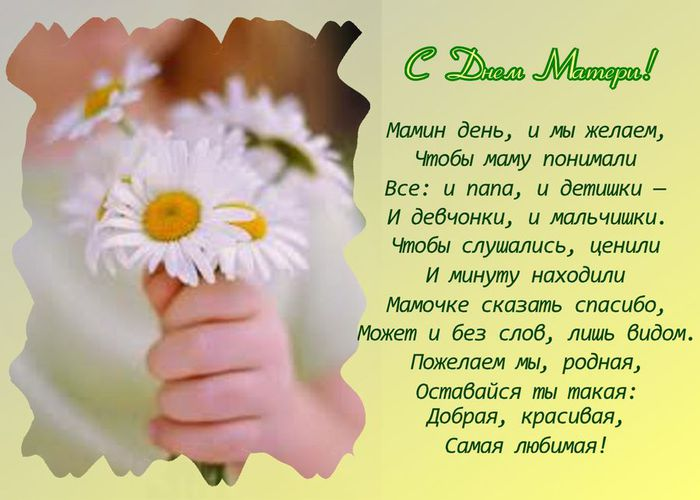 С Днем Матери!
Мамин день, и мы желаем,
Чтобы маму понимали
Все: и папа, и детишки —
И девчонки, и мальчишки.
Чтобы слушались, ценили
И минуту находили
Мамочке сказать спасибо,
Может и без слов, лишь видом.
Пожелаем мы, родная,
Оставайся ты такая:
Добрая, красивая,
Самая любимая!